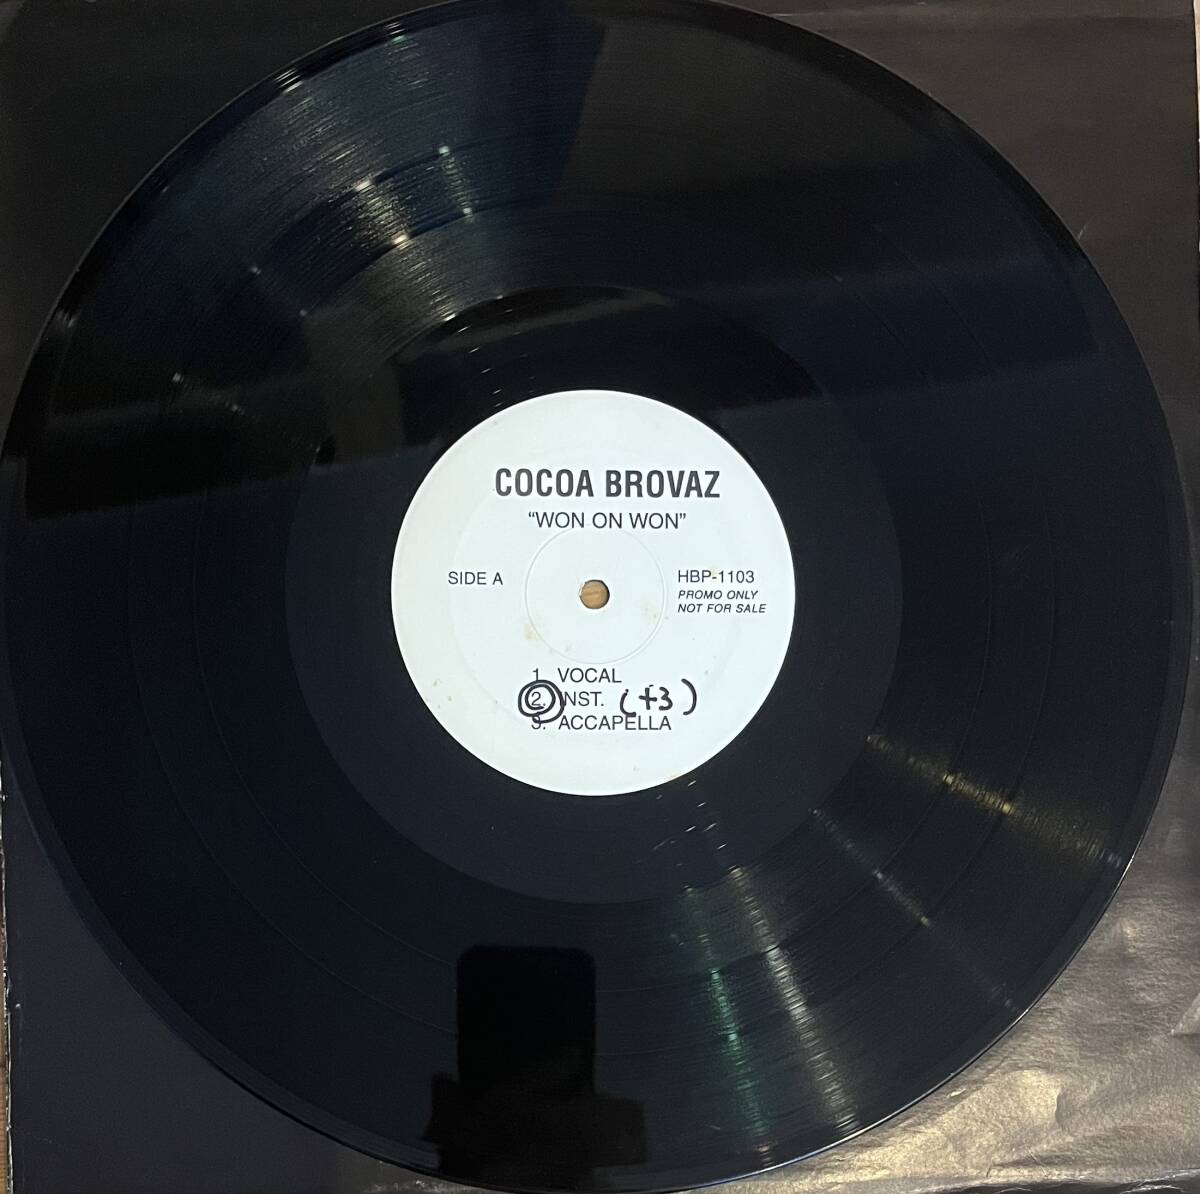 COCOA BROVAZ
"WON ON WON"
SIDE A
HBP-1103
PROMO ONLY
NOT FOR SALE
1. VOCAL
2. INST. (+3)
3. ACCAPELLA